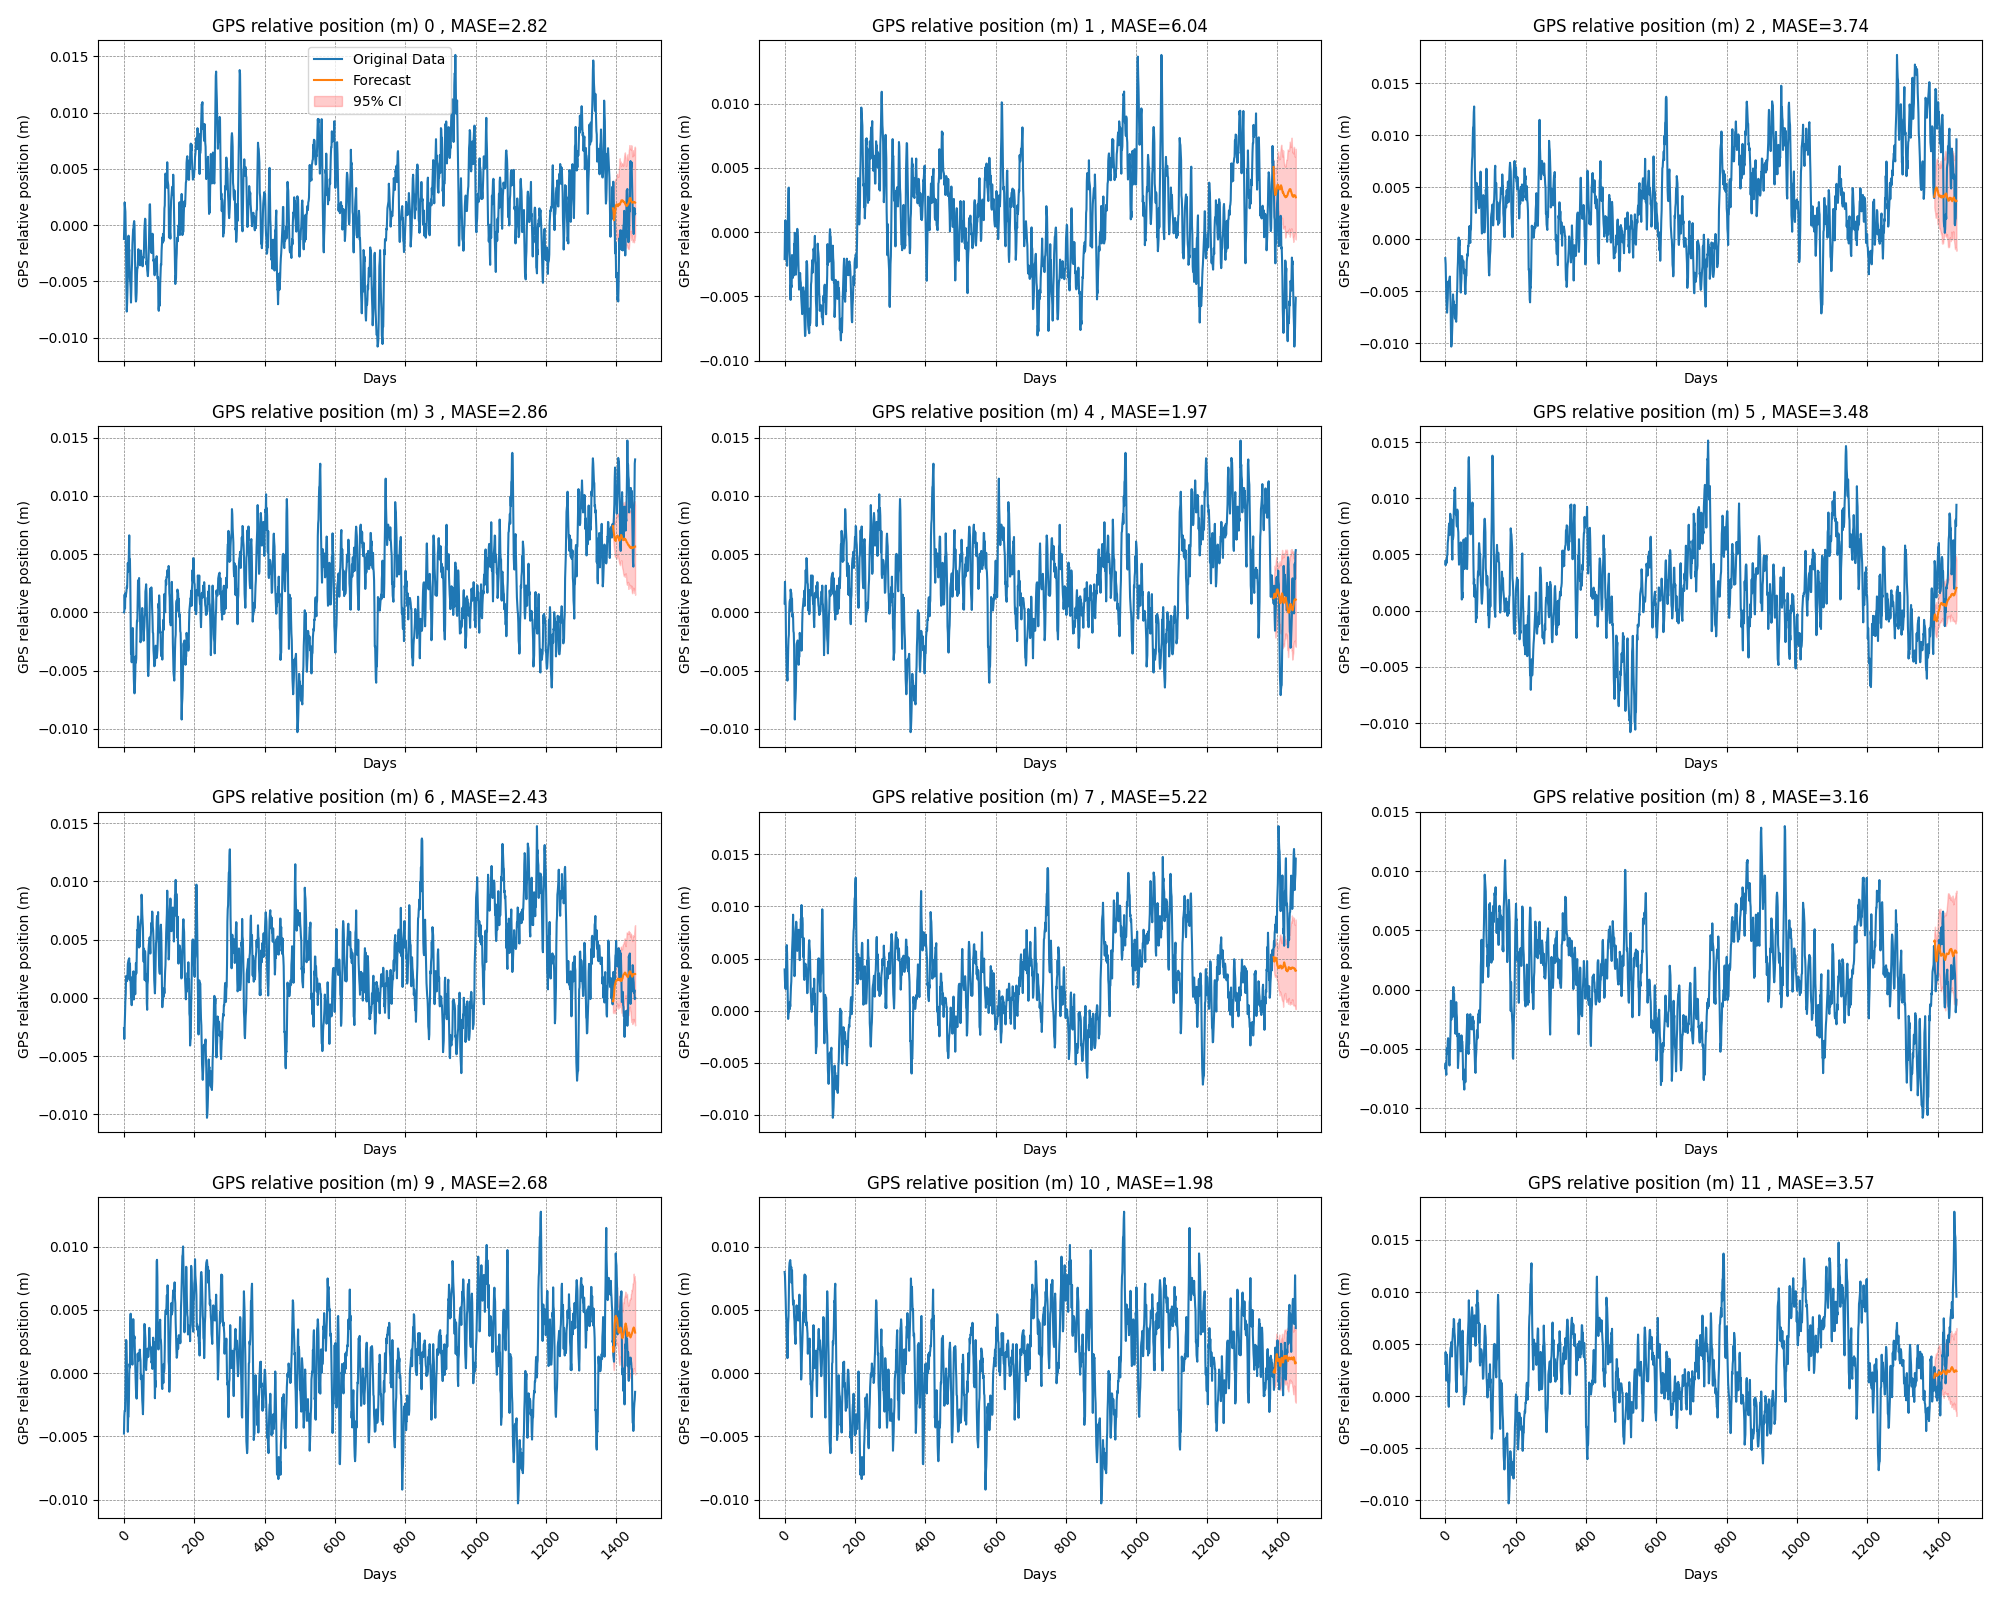 GPS relative position (m) 0 , MASE=2.82
GPS relative position (m)
0.015
0.010
0.005
0.000
−0.005
−0.010
Original Data
Forecast
95% CI
Days
GPS relative position (m) 1 , MASE=6.04
GPS relative position (m)
0.010
0.005
0.000
−0.005
−0.010
Days
GPS relative position (m) 2 , MASE=3.74
GPS relative position (m)
0.015
0.010
0.005
0.000
−0.005
−0.010
Days
GPS relative position (m) 3 , MASE=2.86
GPS relative position (m)
0.015
0.010
0.005
0.000
−0.005
−0.010
Days
GPS relative position (m) 4 , MASE=1.97
GPS relative position (m)
0.015
0.010
0.005
0.000
−0.005
−0.010
Days
GPS relative position (m) 5 , MASE=3.48
GPS relative position (m)
0.015
0.010
0.005
0.000
−0.005
−0.010
Days
GPS relative position (m) 6 , MASE=2.43
GPS relative position (m)
0.015
0.010
0.005
0.000
−0.005
−0.010
Days
GPS relative position (m) 7 , MASE=5.22
GPS relative position (m)
0.015
0.010
0.005
0.000
−0.005
−0.010
Days
GPS relative position (m) 8 , MASE=3.16
GPS relative position (m)
0.015
0.010
0.005
0.000
−0.005
−0.010
Days
GPS relative position (m) 9 , MASE=2.68
GPS relative position (m)
0.010
0.005
0.000
−0.005
−0.010
0
200
400
600
800
1000
1200
1400
Days
GPS relative position (m) 10 , MASE=1.98
GPS relative position (m)
0.010
0.005
0.000
−0.005
−0.010
0
200
400
600
800
1000
1200
1400
Days
GPS relative position (m) 11 , MASE=3.57
GPS relative position (m)
0.015
0.010
0.005
0.000
−0.005
−0.010
0
200
400
600
800
1000
1200
1400
Days